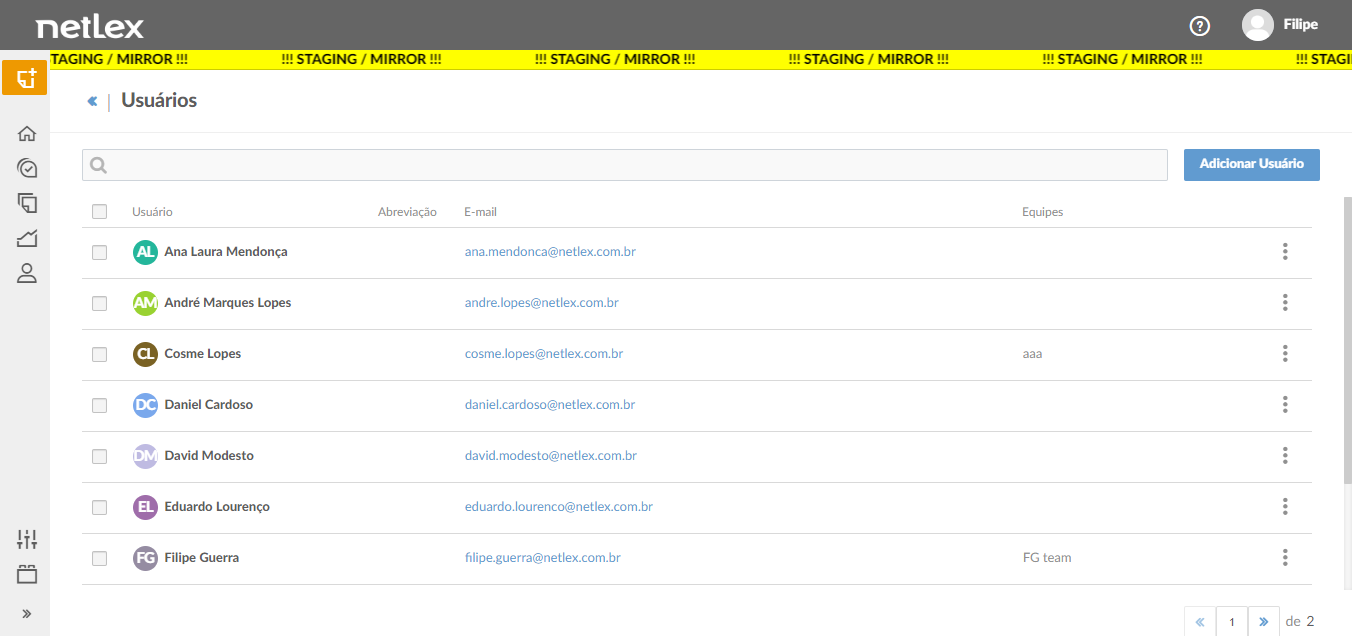 netlex
Filipe
STAGING / MIRROR !!! !!! STAGING / MIRROR !!! !!! STAGING / MIRROR !!! !!! STAGING / MIRROR !!! !!! STAGING / MIRROR !!! !!! STAGI
« | Usuários
Adicionar Usuário
Usuário Abreviação E-mail Equipes
AL Ana Laura Mendonça ana.mendonca@netlex.com.br
AM André Marques Lopes andre.lopes@netlex.com.br
CL Cosme Lopes cosme.lopes@netlex.com.br aaa
DC Daniel Cardoso daniel.cardoso@netlex.com.br
DM David Modesto david.modesto@netlex.com.br
EL Eduardo Lourenço eduardo.lourenco@netlex.com.br
FG Filipe Guerra filipe.guerra@netlex.com.br FG team
« 1 » de 2